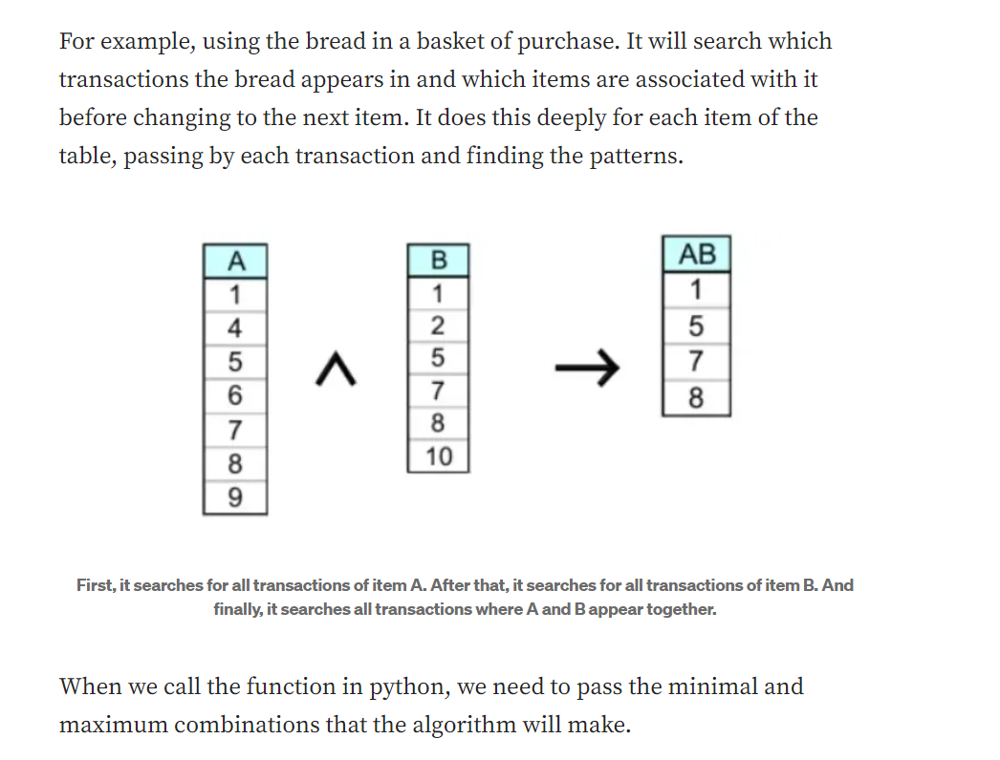 For example, using the bread in a basket of purchase. It will search which
transactions the bread appears in and which items are associated with it
before changing to the next item. It does this deeply for each item of the
table, passing by each transaction and finding the patterns.
A
1
4
5
6
7
8
9
∧
B
1
2
5
7
8
10
→
AB
1
5
7
8
First, it searches for all transactions of item A. After that, it searches for all transactions of item B. And
finally, it searches all transactions where A and B appear together.
When we call the function in python, we need to pass the minimal and
maximum combinations that the algorithm will make.